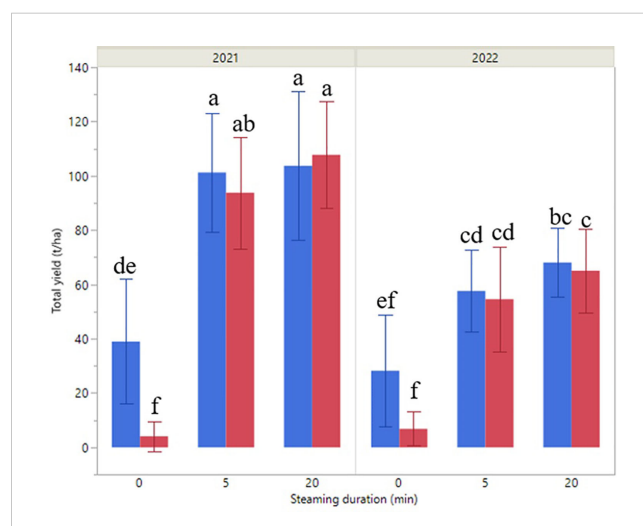 2021 2022
140
120
100
80
60
40
20
0
Total yield (t/ha)
de f a ab a a ef f cd cd bc c
0 5 20 0 5 20
Steaming duration (min)